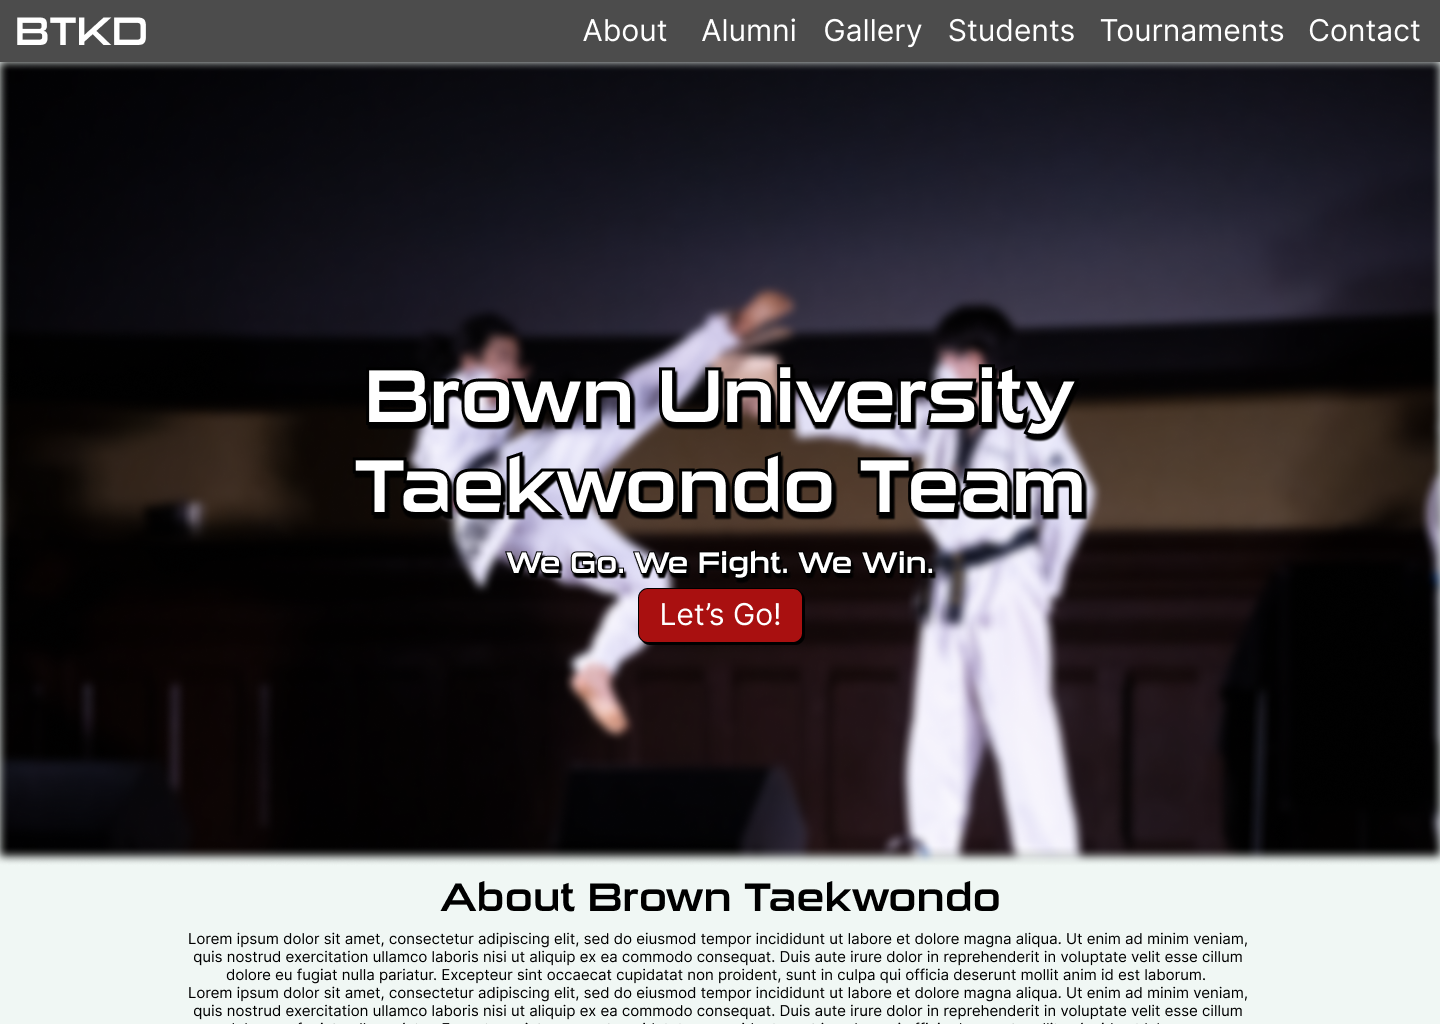 BTKD
About Alumni Gallery Students Tournaments Contact
Brown University
Taekwondo Team
We Go. We Fight. We Win.
Let’s Go!
About Brown Taekwondo
Lorem ipsum dolor sit amet, consectetur adipiscing elit, sed do eiusmod tempor incididunt ut labore et dolore magna aliqua. Ut enim ad minim veniam,
quis nostrud exercitation ullamco laboris nisi ut aliquip ex ea commodo consequat. Duis aute irure dolor in reprehenderit in voluptate velit esse cillum
dolore eu fugiat nulla pariatur. Excepteur sint occaecat cupidatat non proident, sunt in culpa qui officia deserunt mollit anim id est laborum.
Lorem ipsum dolor sit amet, consectetur adipiscing elit, sed do eiusmod tempor incididunt ut labore et dolore magna aliqua. Ut enim ad minim veniam,
quis nostrud exercitation ullamco laboris nisi ut aliquip ex ea commodo consequat. Duis aute irure dolor in reprehenderit in voluptate velit esse cillum